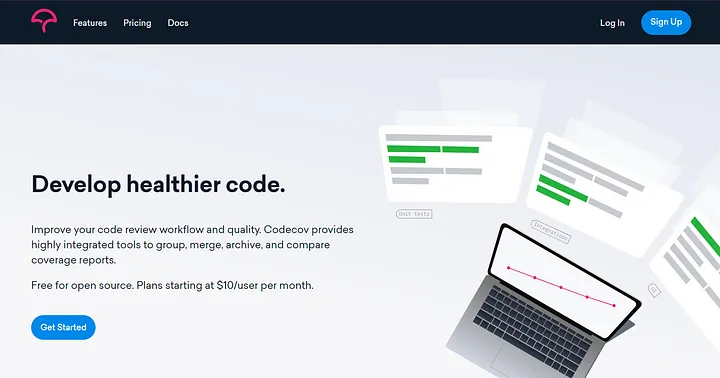 Features Pricing Docs Log In Sign Up
Develop healthier code.
Improve your code review workflow and quality. Codecov provides
highly integrated tools to group, merge, archive, and compare
coverage reports.
Free for open source. Plans starting at $10/user per month.
Get Started
Unit tests
Integrations
UI